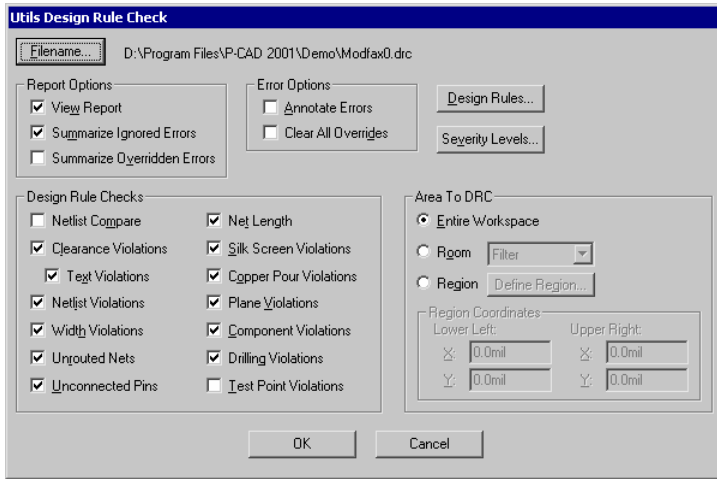 Utils Design Rule Check
Filename... D:\Program Files\P-CAD 2001\Demo\Modfax0.drc
Report Options
View Report
Summarize Ignored Errors
Summarize Overridden Errors
Error Options
Annotate Errors
Clear All Overrides
Design Rules...
Severity Levels...
Design Rule Checks
Netlist Compare
Clearance Violations
Text Violations
Netlist Violations
Width Violations
Unrouted Nets
Unconnected Pins
Net Length
Silk Screen Violations
Copper Pour Violations
Plane Violations
Component Violations
Drilling Violations
Test Point Violations
Area To DRC
Entire Workspace
Room Filter
Region Define Region...
Region Coordinates
Lower Left: Upper Right:
X: 0.0mil X: 0.0mil
Y: 0.0mil Y: 0.0mil
OK Cancel